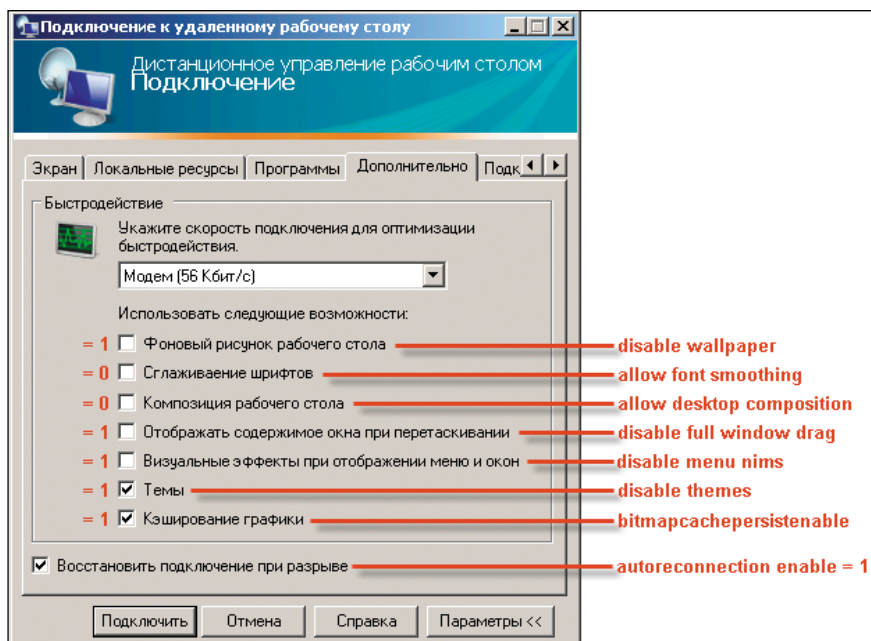 Подключение к удаленному рабочему столу
Дистанционное управление рабочим столом
Подключение
Экран Локальные ресурсы Программы Дополнительно Подк
Быстродействие
Укажите скорость подключения для оптимизации
быстродействия.
Модем (56 Кбит/с)
Использовать следующие возможности:
= 1 Фоновый рисунок рабочего стола disable wallpaper
= 0 Сглаживаение шрифтов allow font smoothing
= 0 Композиция рабочего стола allow desktop composition
= 1 Отображать содержимое окна при перетаскивании disable full window drag
= 1 Визуальные эффекты при отображении меню и окон disable menu nims
= 1 Темы disable themes
= 1 Кэширование графики bitmapcachepersistenable
Восстановить подключение при разрыве autoreconnection enable = 1
Подключить Отмена Справка Параметры <<